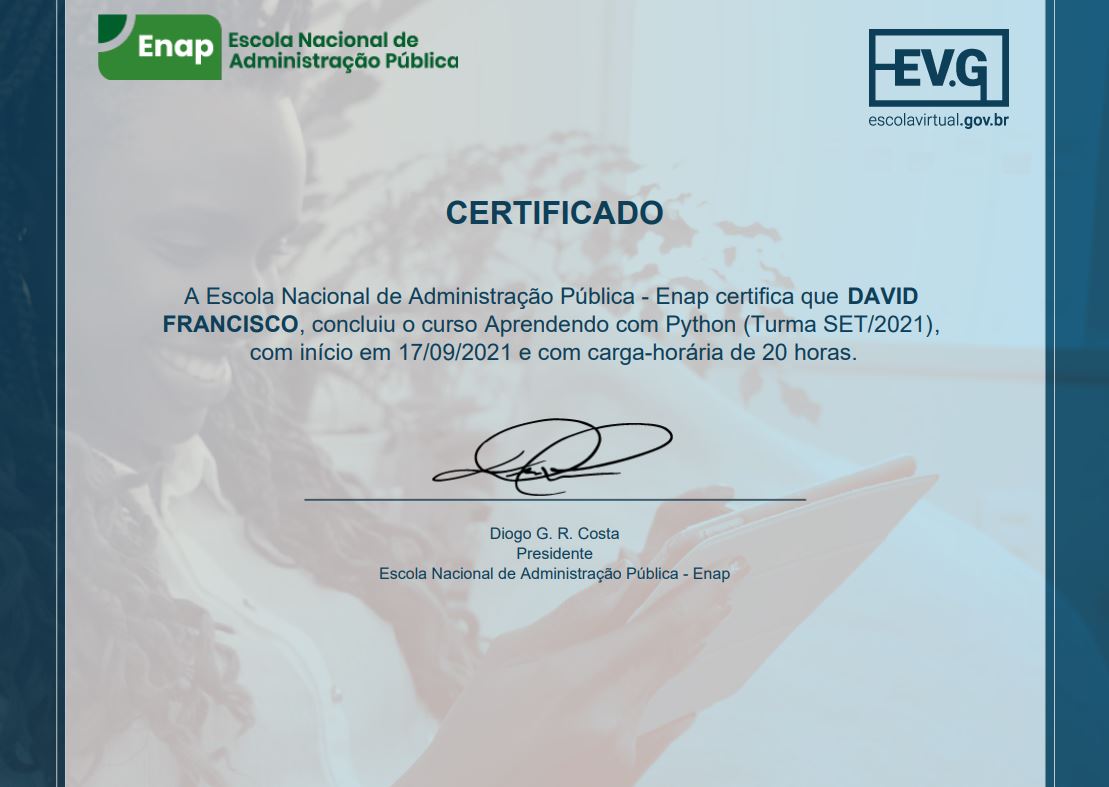 Enap Escola Nacional de
Administração Pública
EV.G
escolavirtual.gov.br
CERTIFICADO
A Escola Nacional de Administração Pública - Enap certifica que DAVID
FRANCISCO, concluiu o curso Aprendendo com Python (Turma SET/2021),
com início em 17/09/2021 e com carga-horária de 20 horas.
Diogo G. R. Costa
Presidente
Escola Nacional de Administração Pública - Enap